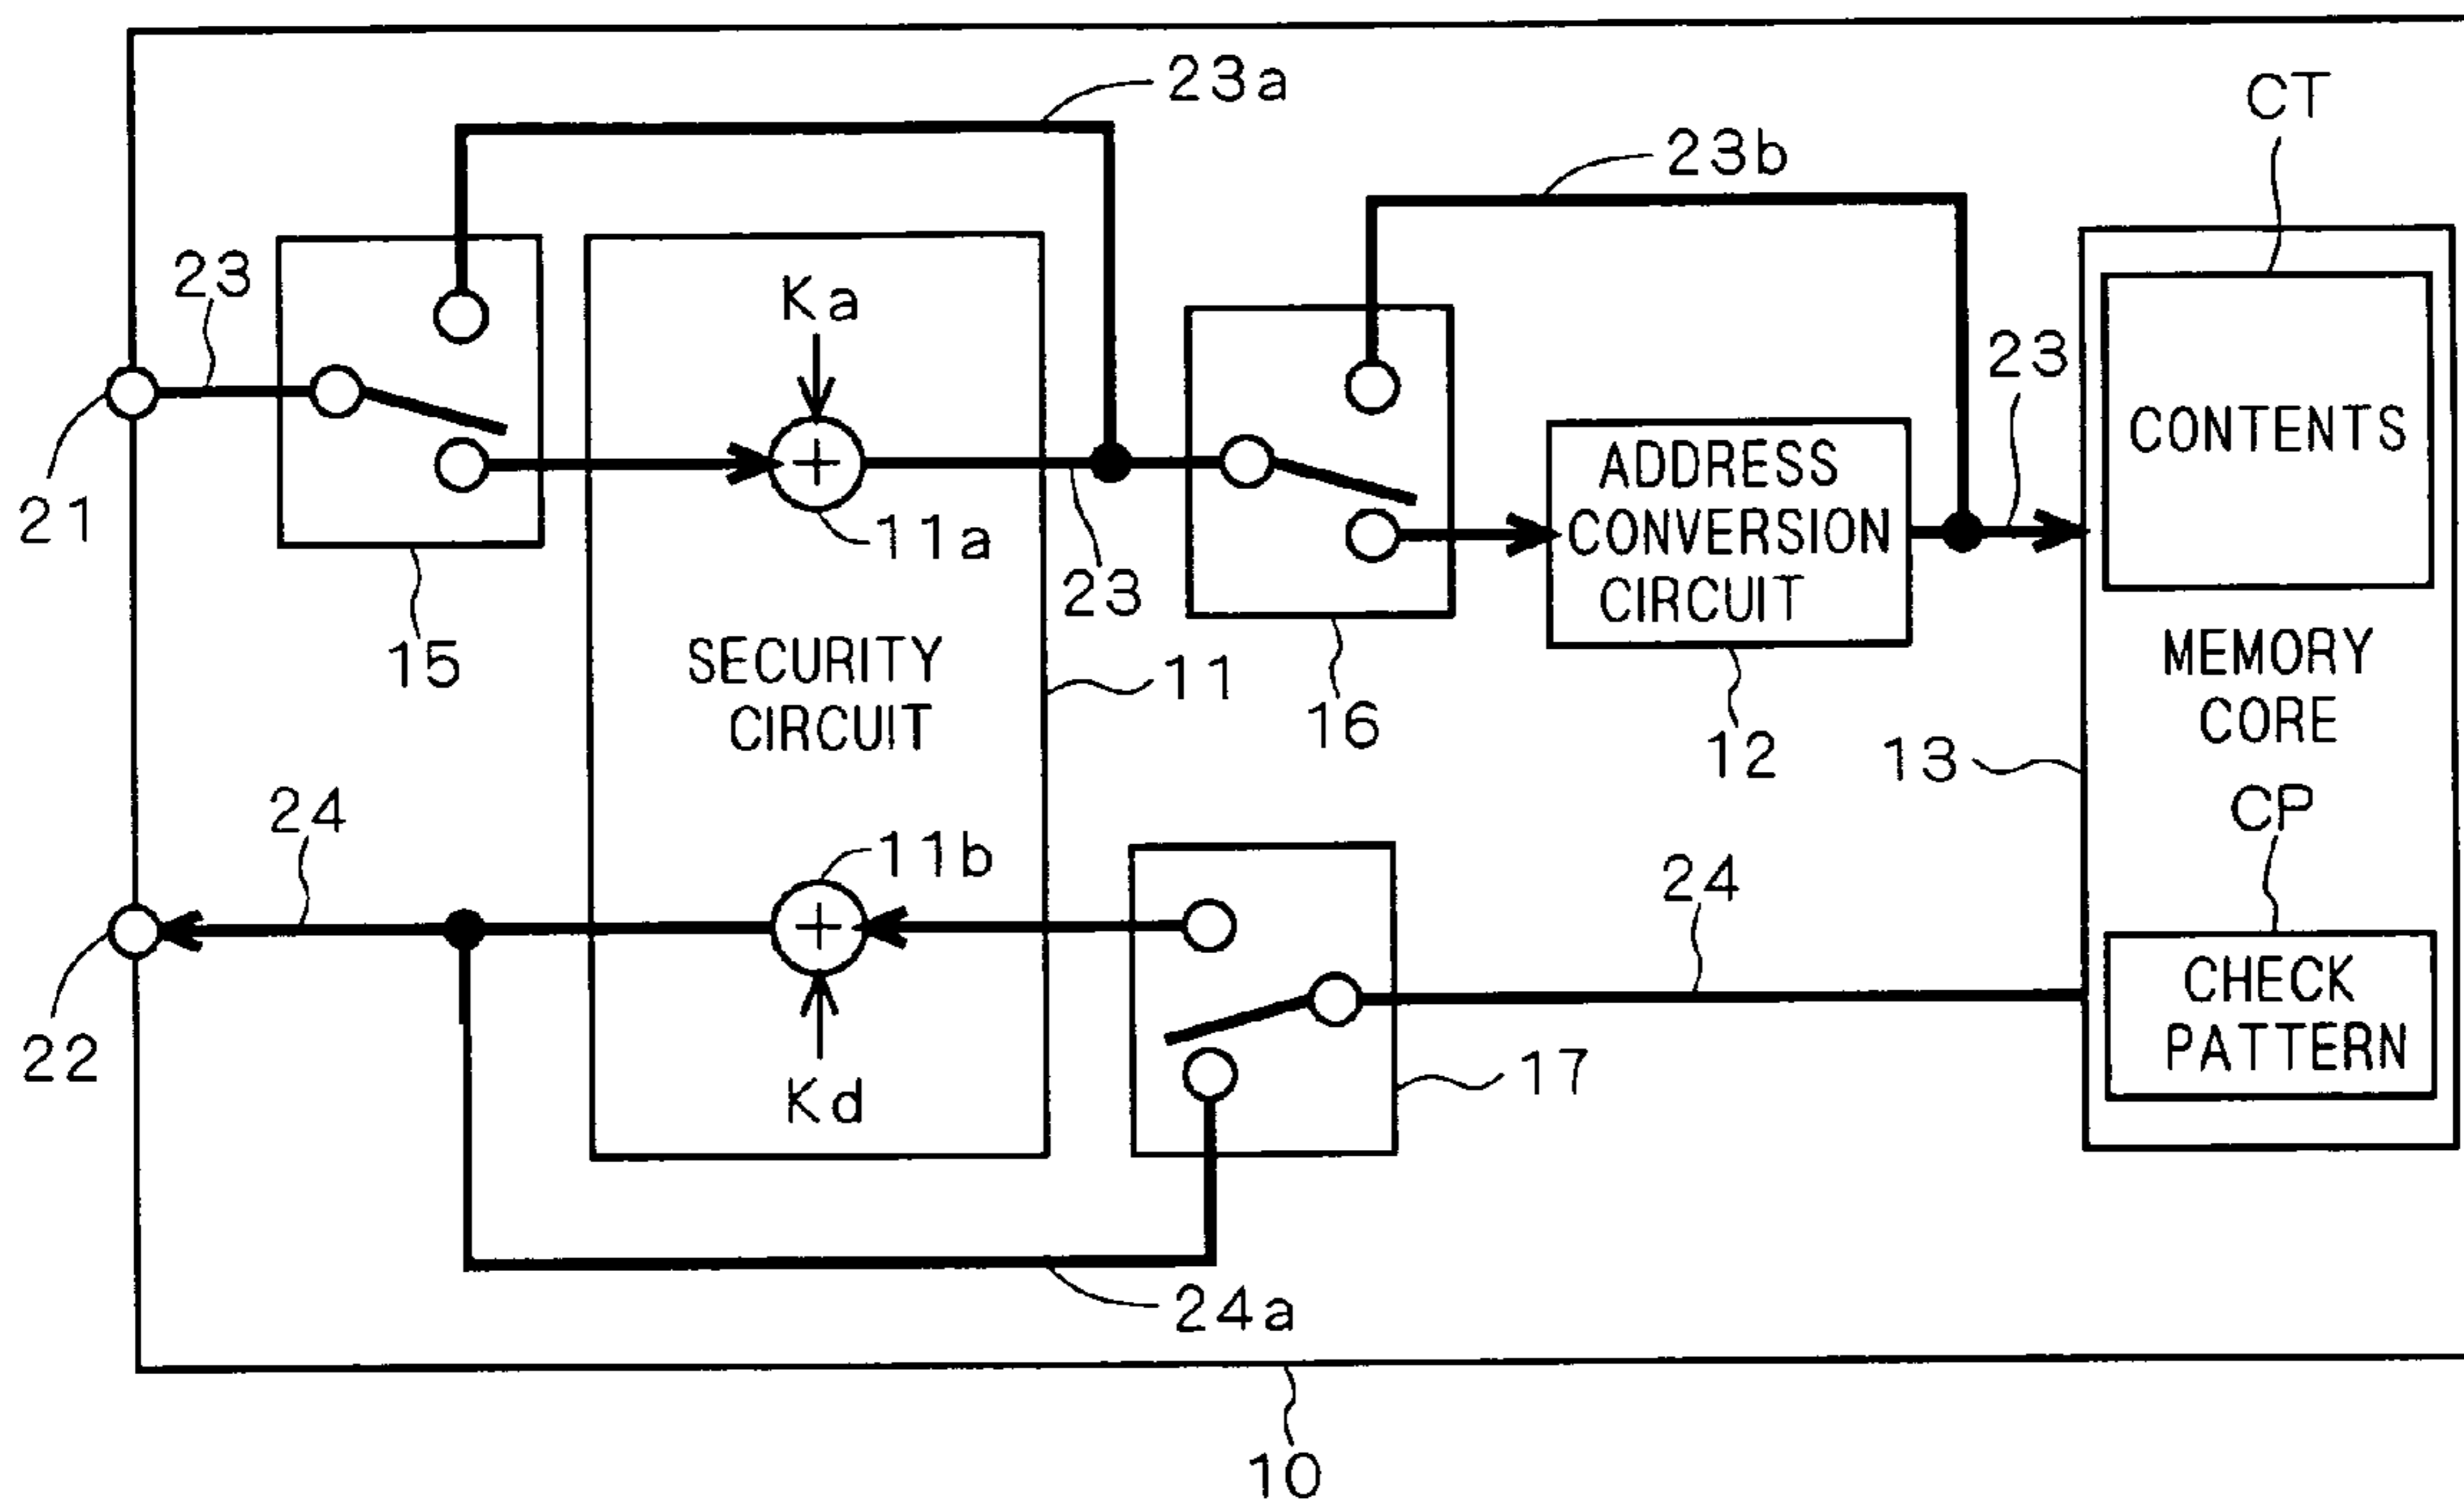 23a
CT
23b
23
Ka
23
21
11a
23
ADDRESS
CONVERSION
CIRCUIT
CONTENTS
15
SECURITY
CIRCUIT
11
16
12
13
MEMORY
CORE
CP
24
11b
24
22
Kd
17
CHECK
PATTERN
24a
10